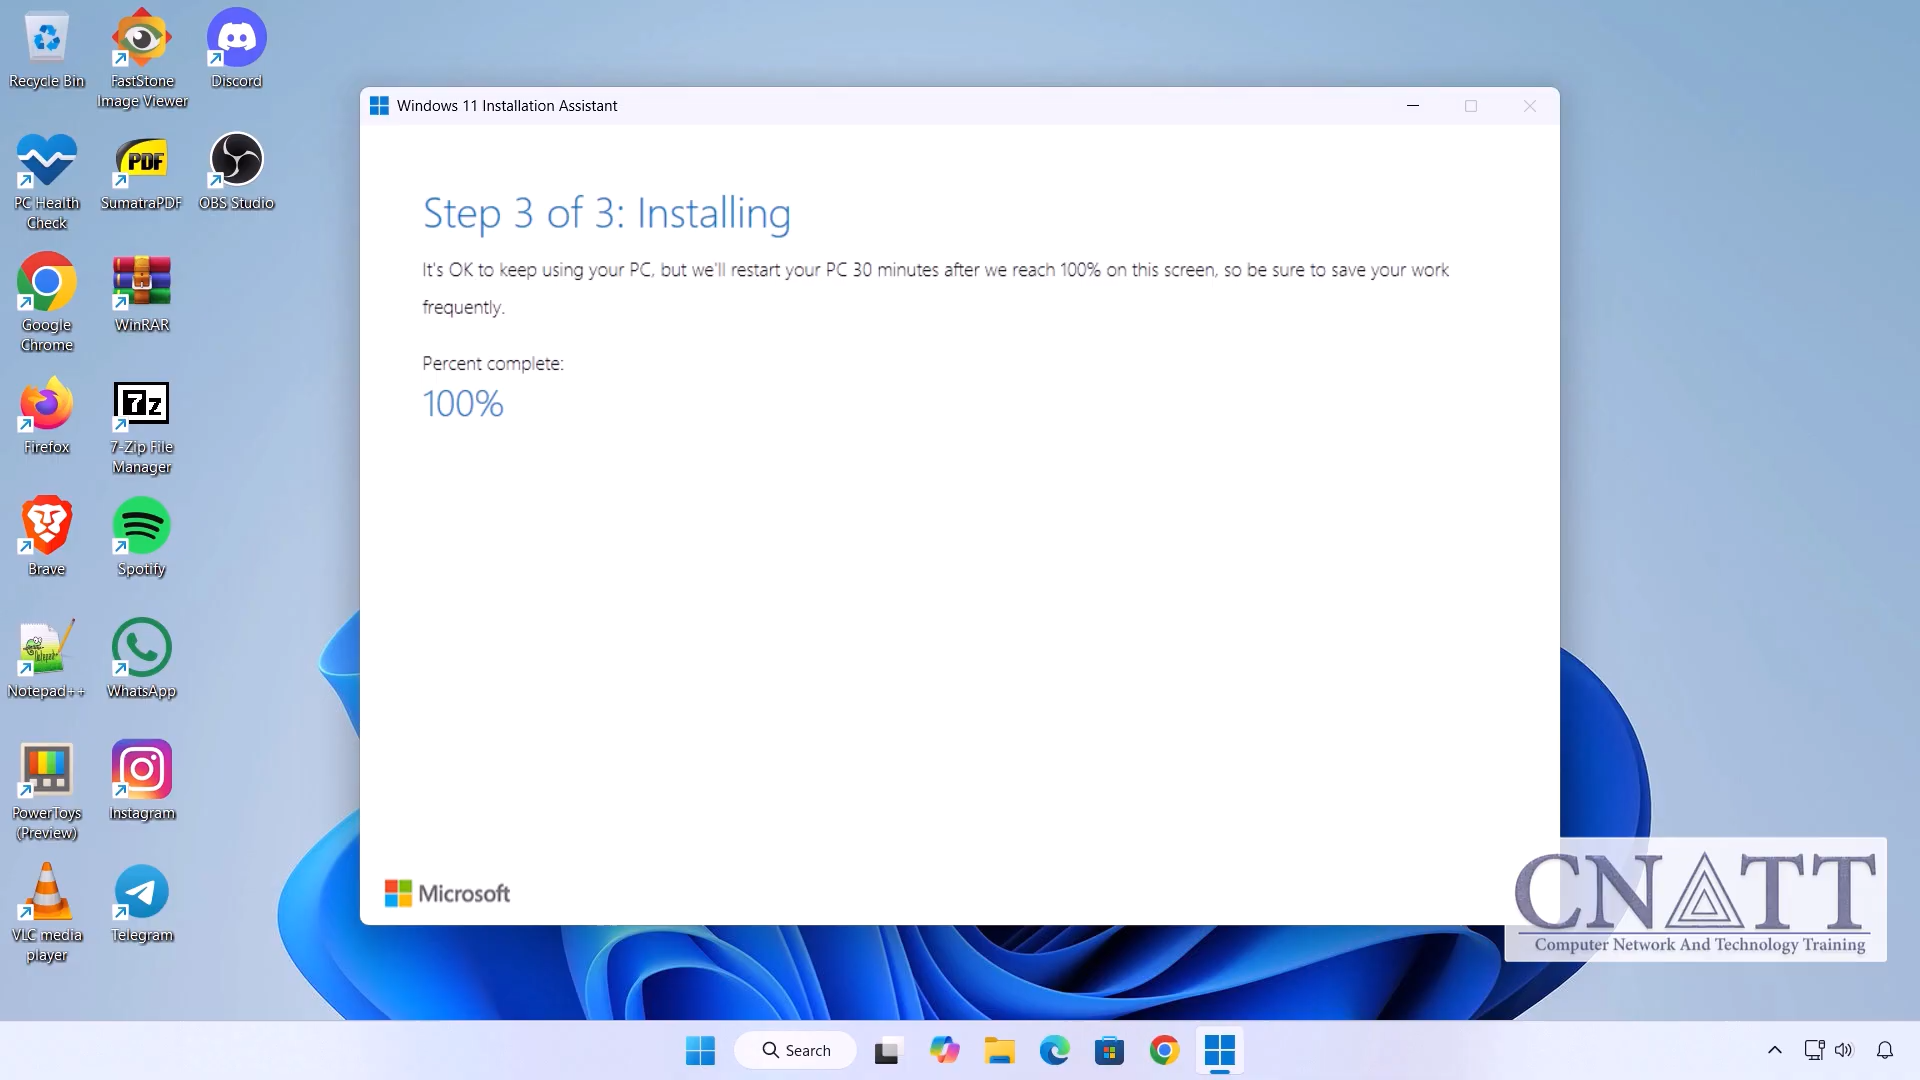 Recycle Bin
FastStone
Image Viewer
Discord
PC Health
Check
SumatraPDF
PDF
OBS Studio
Google
Chrome
WinRAR
Firefox
7z
7-Zip File
Manager
Brave
Spotify
Notepad++
WhatsApp
PowerToys
(Preview)
Instagram
VLC media
player
Telegram
Windows 11 Installation Assistant
Step 3 of 3: Installing
It's OK to keep using your PC, but we'll restart your PC 30 minutes after we reach 100% on this screen, so be sure to save your work
frequently.
Percent complete:
100%
Microsoft
CNATT
Computer Network And Technology Training
Search